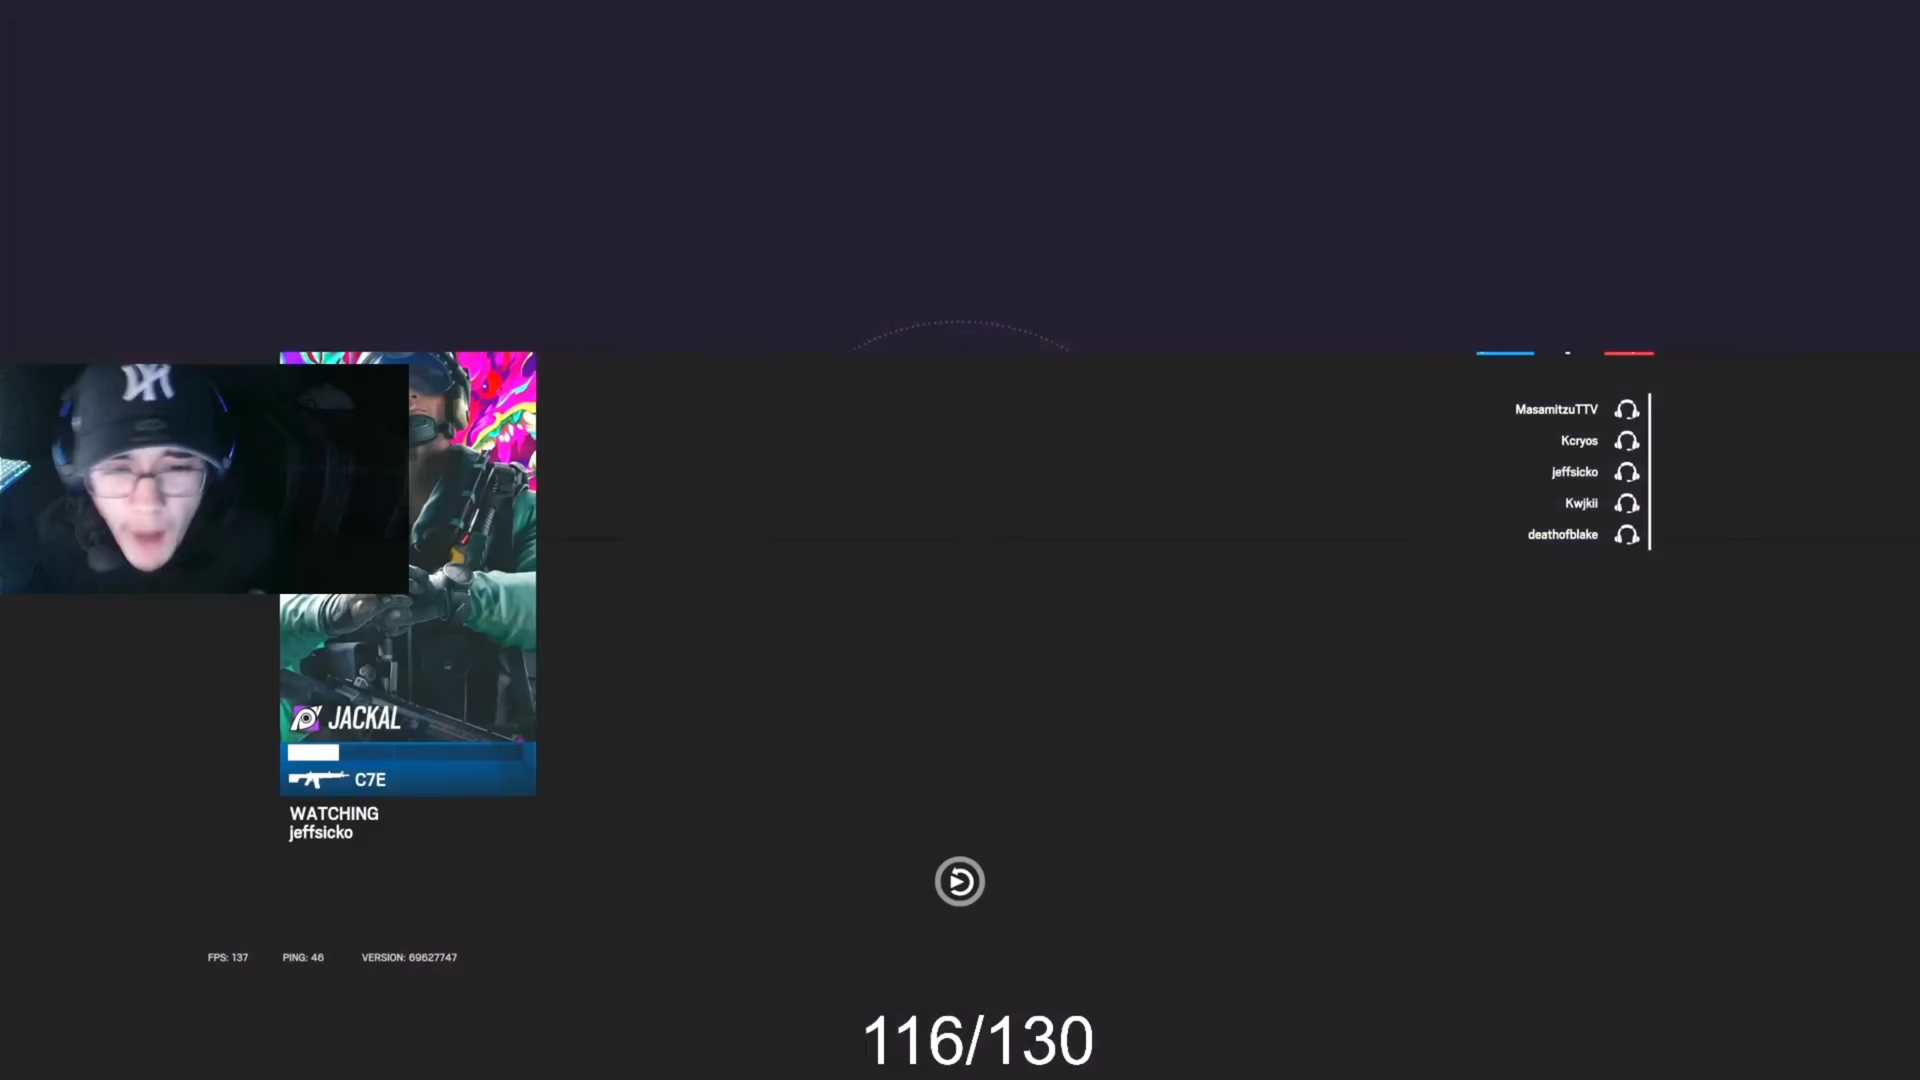 MasamitzuTTV
Kcryos
jeffsicko
Kwjkii
deathofblake
JACKAL
C7E
WATCHING
jeffsicko
FPS: 137 PING: 46 VERSION: 69627747
116/130